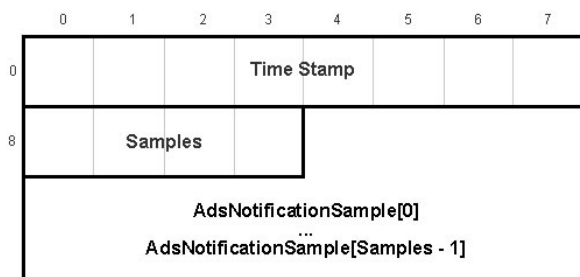 0 1 2 3 4 5 6 7
0 Time Stamp
8 Samples
AdsNotificationSample[0]
...
AdsNotificationSample[Samples - 1]